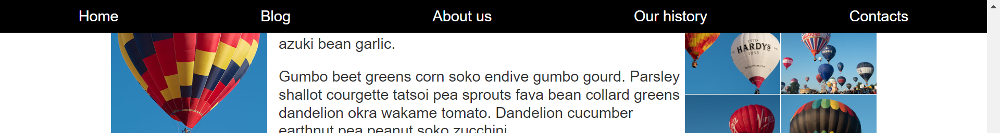 Home Blog About us Our history Contacts
azuki bean garlic.
Gumbo beet greens corn soko endive gumbo gourd. Parsley
shallot courgette tatsoi pea sprouts fava bean collard greens
dandelion okra wakame tomato. Dandelion cucumber
earthnut pea peanut soko zucchini.
ESTD
HARDYS
1853
BALLOONS
Virgin